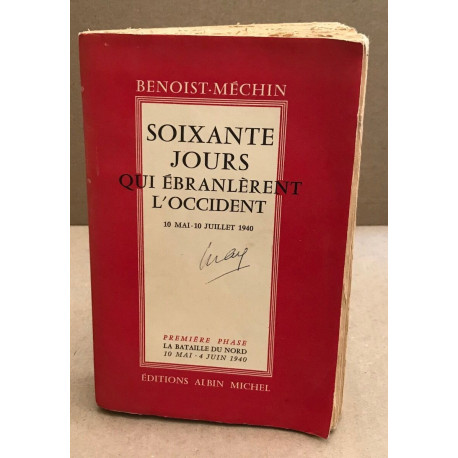 BENOIST-MÉCHIN
SOIXANTE
JOURS
QUI ÉBRANLÈRENT
L'OCCIDENT
10 MAI-10 JUILLET 1940
PREMIÈRE PHASE
LA BATAILLE DU NORD
10 MAI - 4 JUIN 1940
ÉDITIONS ALBIN MICHEL